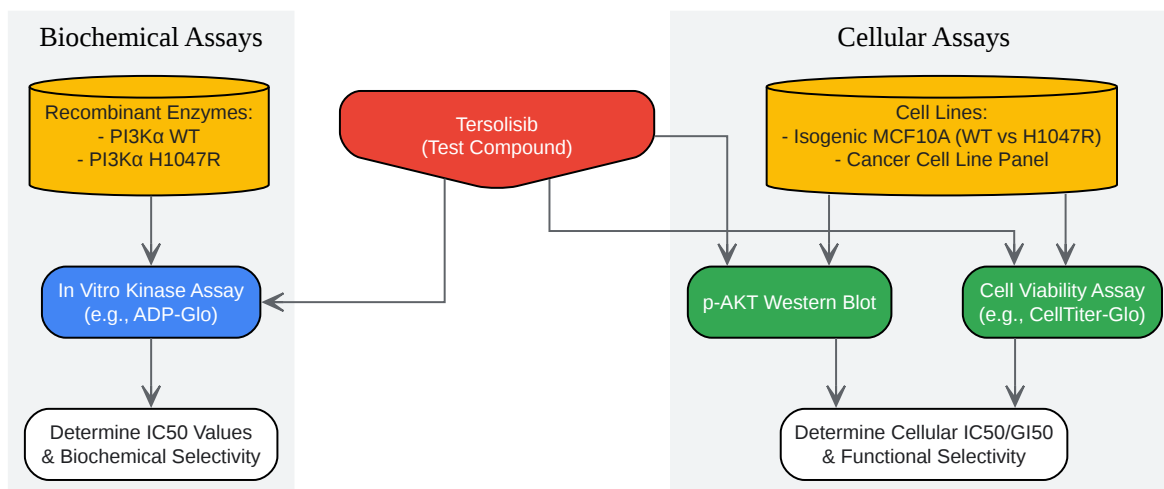 Biochemical Assays
Recombinant Enzymes:
- PI3Kα WT
- PI3Kα H1047R
In Vitro Kinase Assay
(e.g., ADP-Glo)
Determine IC50 Values
& Biochemical Selectivity
Tersolisib
(Test Compound)
Cellular Assays
Cell Lines:
- Isogenic MCF10A (WT vs H1047R)
- Cancer Cell Line Panel
p-AKT Western Blot
Cell Viability Assay
(e.g., CellTiter-Glo)
Determine Cellular IC50/GI50
& Functional Selectivity